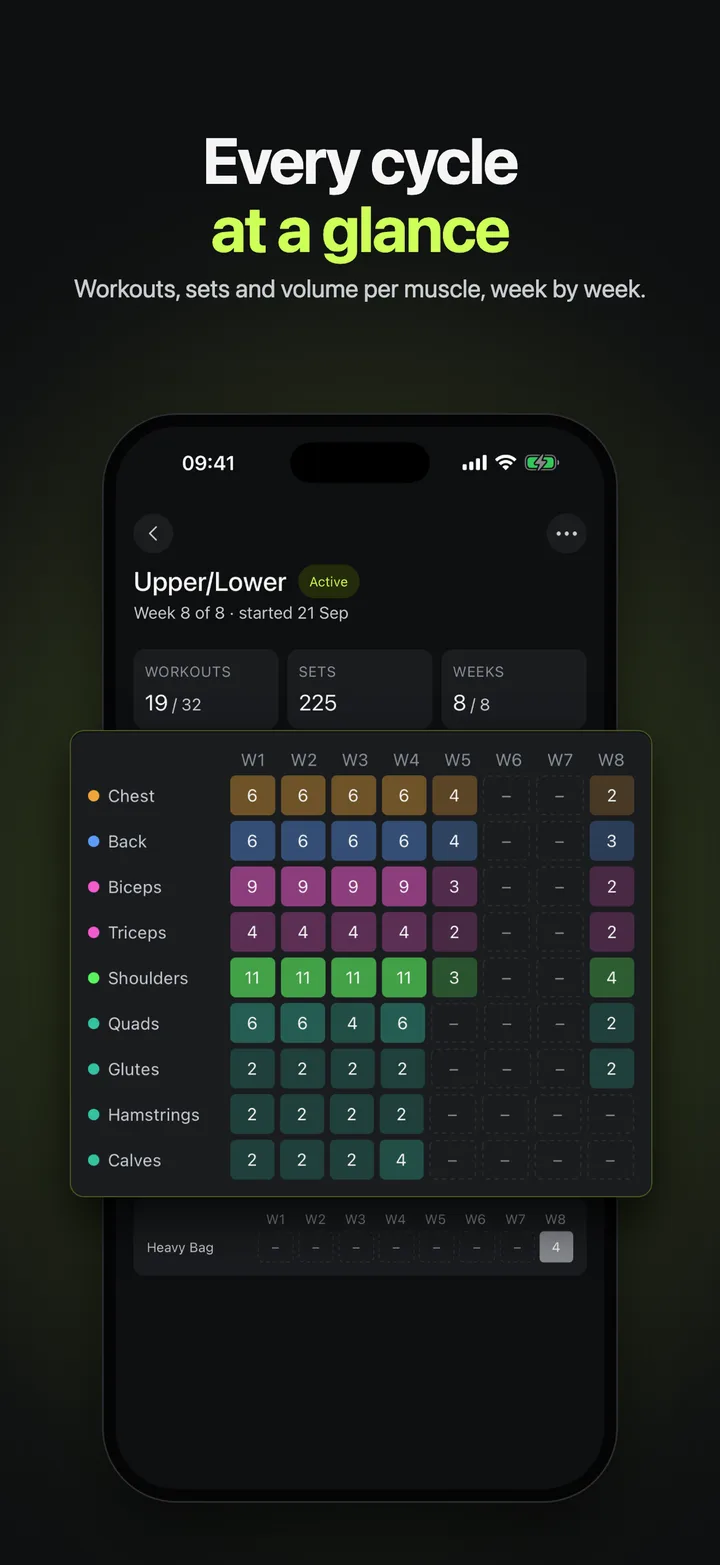 Every cycle
at a glance
Workouts, sets and volume per muscle, week by week.
09:41
Upper/Lower Active
Week 8 of 8 · started 21 Sep
WORKOUTS SETS WEEKS
19 / 32 225 8 / 8
W1 W2 W3 W4 W5 W6 W7 W8
Chest 6 6 6 6 4 – – 2
Back 6 6 6 6 4 – – 3
Biceps 9 9 9 9 3 – – 2
Triceps 4 4 4 4 2 – – 2
Shoulders 11 11 11 11 3 – – 4
Quads 6 6 4 6 – – – 2
Glutes 2 2 2 2 – – – 2
Hamstrings 2 2 2 2 – – – –
Calves 2 2 2 4 – – – –
W1 W2 W3 W4 W5 W6 W7 W8
Heavy Bag – – – – – – – 4